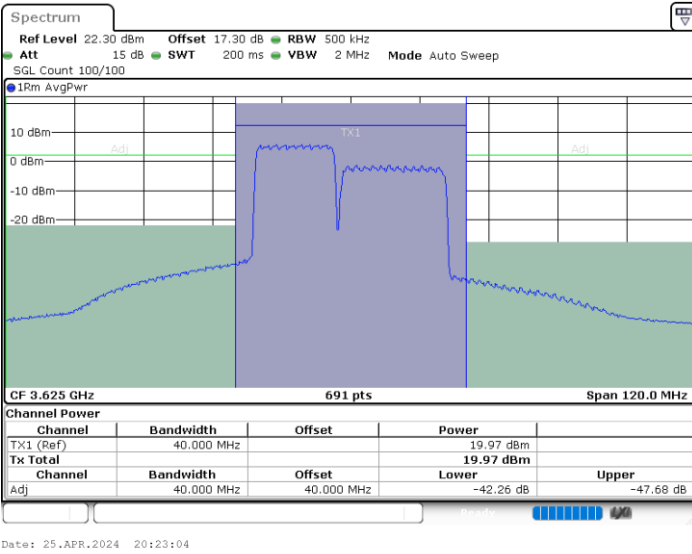 Spectrum
Ref Level 22.30 dBm Offset 17.30 dB RBW 500 kHz
Att 15 dB SWT 200 ms VBW 2 MHz Mode Auto Sweep
SGL Count 100/100
1Rm AvgPwr
10 dBm
TX1
Adj Adj
0 dBm
-10 dBm
-20 dBm
CF 3.625 GHz 691 pts Span 120.0 MHz
Channel Power
Channel Bandwidth Offset Power
TX1 (Ref) 40.000 MHz 19.97 dBm
Tx Total 19.97 dBm
Channel Bandwidth Offset Lower Upper
Adj 40.000 MHz 40.000 MHz -42.26 dB -47.68 dB
Date: 25.APR.2024 20:23:04